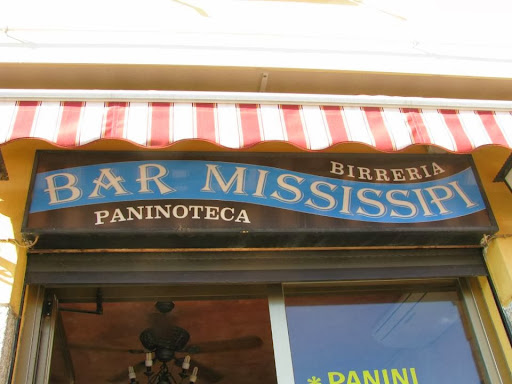 BIRRERIA
BAR MISSISSIPI
PANINOTECA
* PANINI